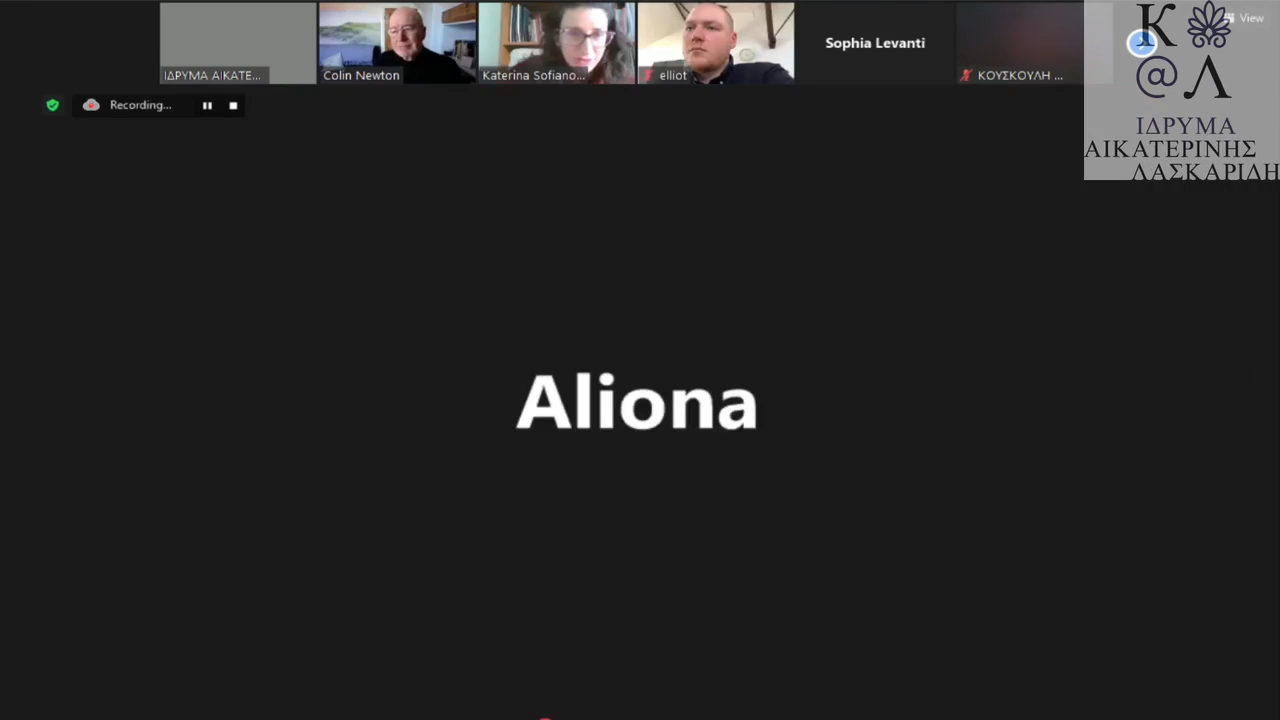 ΙΔΡΥΜΑ ΑΙΚΑΤΕ...
Colin Newton
Katerina Sofiano...
elliot
Sophia Levanti
ΚΟΥΣΚΟΥΛΗ ...
View
Κ
@Λ
ΙΔΡΥΜΑ
ΑΙΚΑΤΕΡΙΝΗΣ
ΛΑΣΚΑΡΙΔΗ
Recording...
Aliona